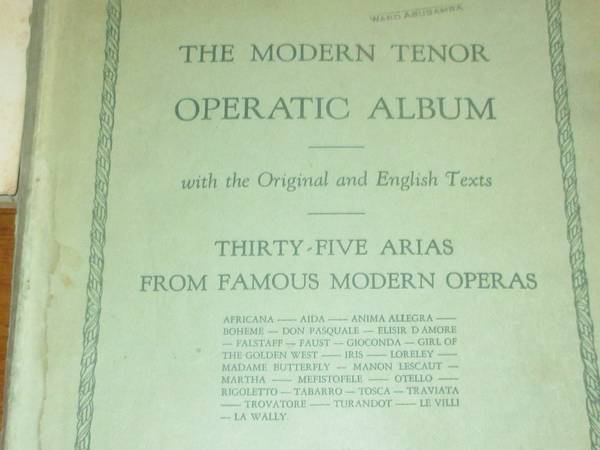 WARD ABUSAMRA
THE MODERN TENOR
OPERATIC ALBUM
with the Original and English Texts
THIRTY-FIVE ARIAS
FROM FAMOUS MODERN OPERAS
AFRICANA — AIDA — ANIMA ALLEGRA —
BOHEME — DON PASQUALE — ELISIR D'AMORE
— FALSTAFF — FAUST — GIOCONDA — GIRL OF
THE GOLDEN WEST — IRIS — LORELEY —
MADAME BUTTERFLY — MANON LESCAUT —
MARTHA — MEFISTOFELE — OTELLO —
RIGOLETTO — TABARRO — TOSCA — TRAVIATA
— TROVATORE — TURANDOT — LE VILLI
— LA WALLY.